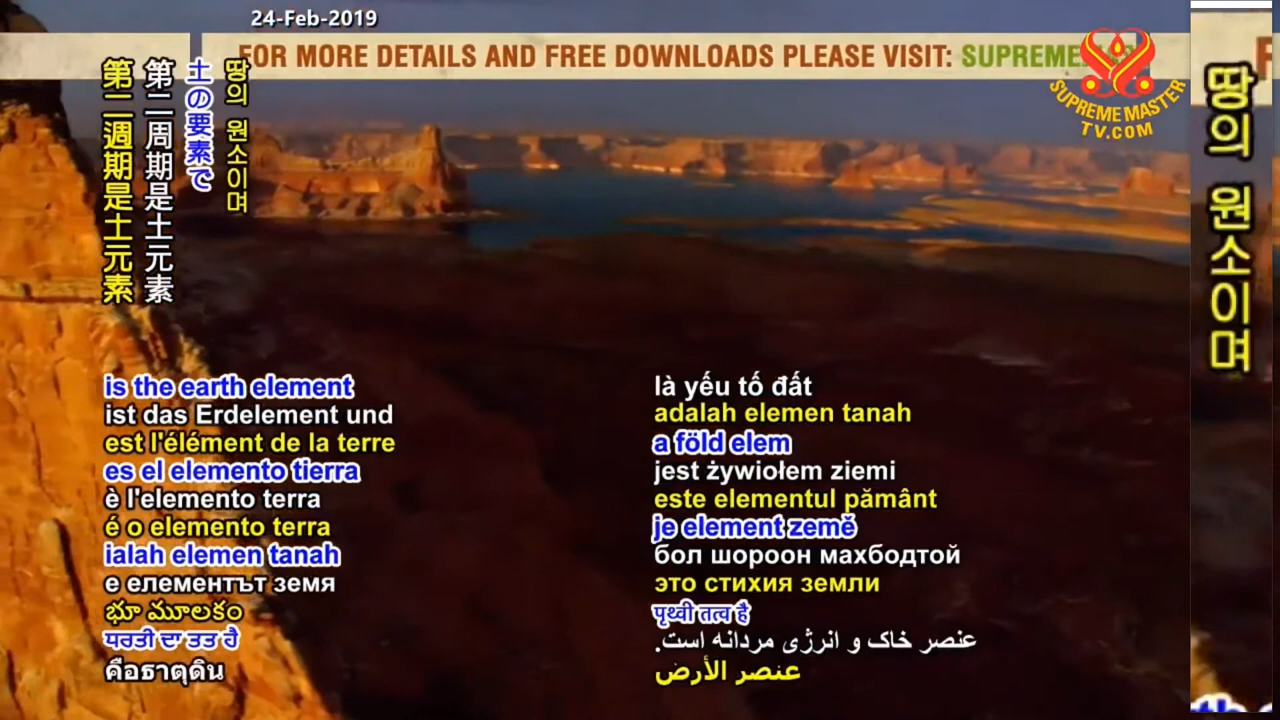 24-Feb-2019
FOR MORE DETAILS AND FREE DOWNLOADS PLEASE VISIT: SUPREME
SUPREME MASTER
TV.COM
땅의 원소이며
土の要素で
第二周期是土元素
第二週期是土元素
is the earth element
ist das Erdelement und
est l'élément de la terre
es el elemento tierra
è l'elemento terra
é o elemento terra
ialah elemen tanah
е елементът земя
భూ మూలకం
ਧਰਤੀ ਦਾ ਤਤ ਹੈ
คือธาตุดิน
là yếu tố đất
adalah elemen tanah
a föld elem
jest żywiołem ziemi
este elementul pământ
je element země
бол шороон махбодтой
это стихия земли
पृथ्वी तत्व है
عنصر خاک و انرژی مردانه است.
عنصر الأرض
땅의 원소이며